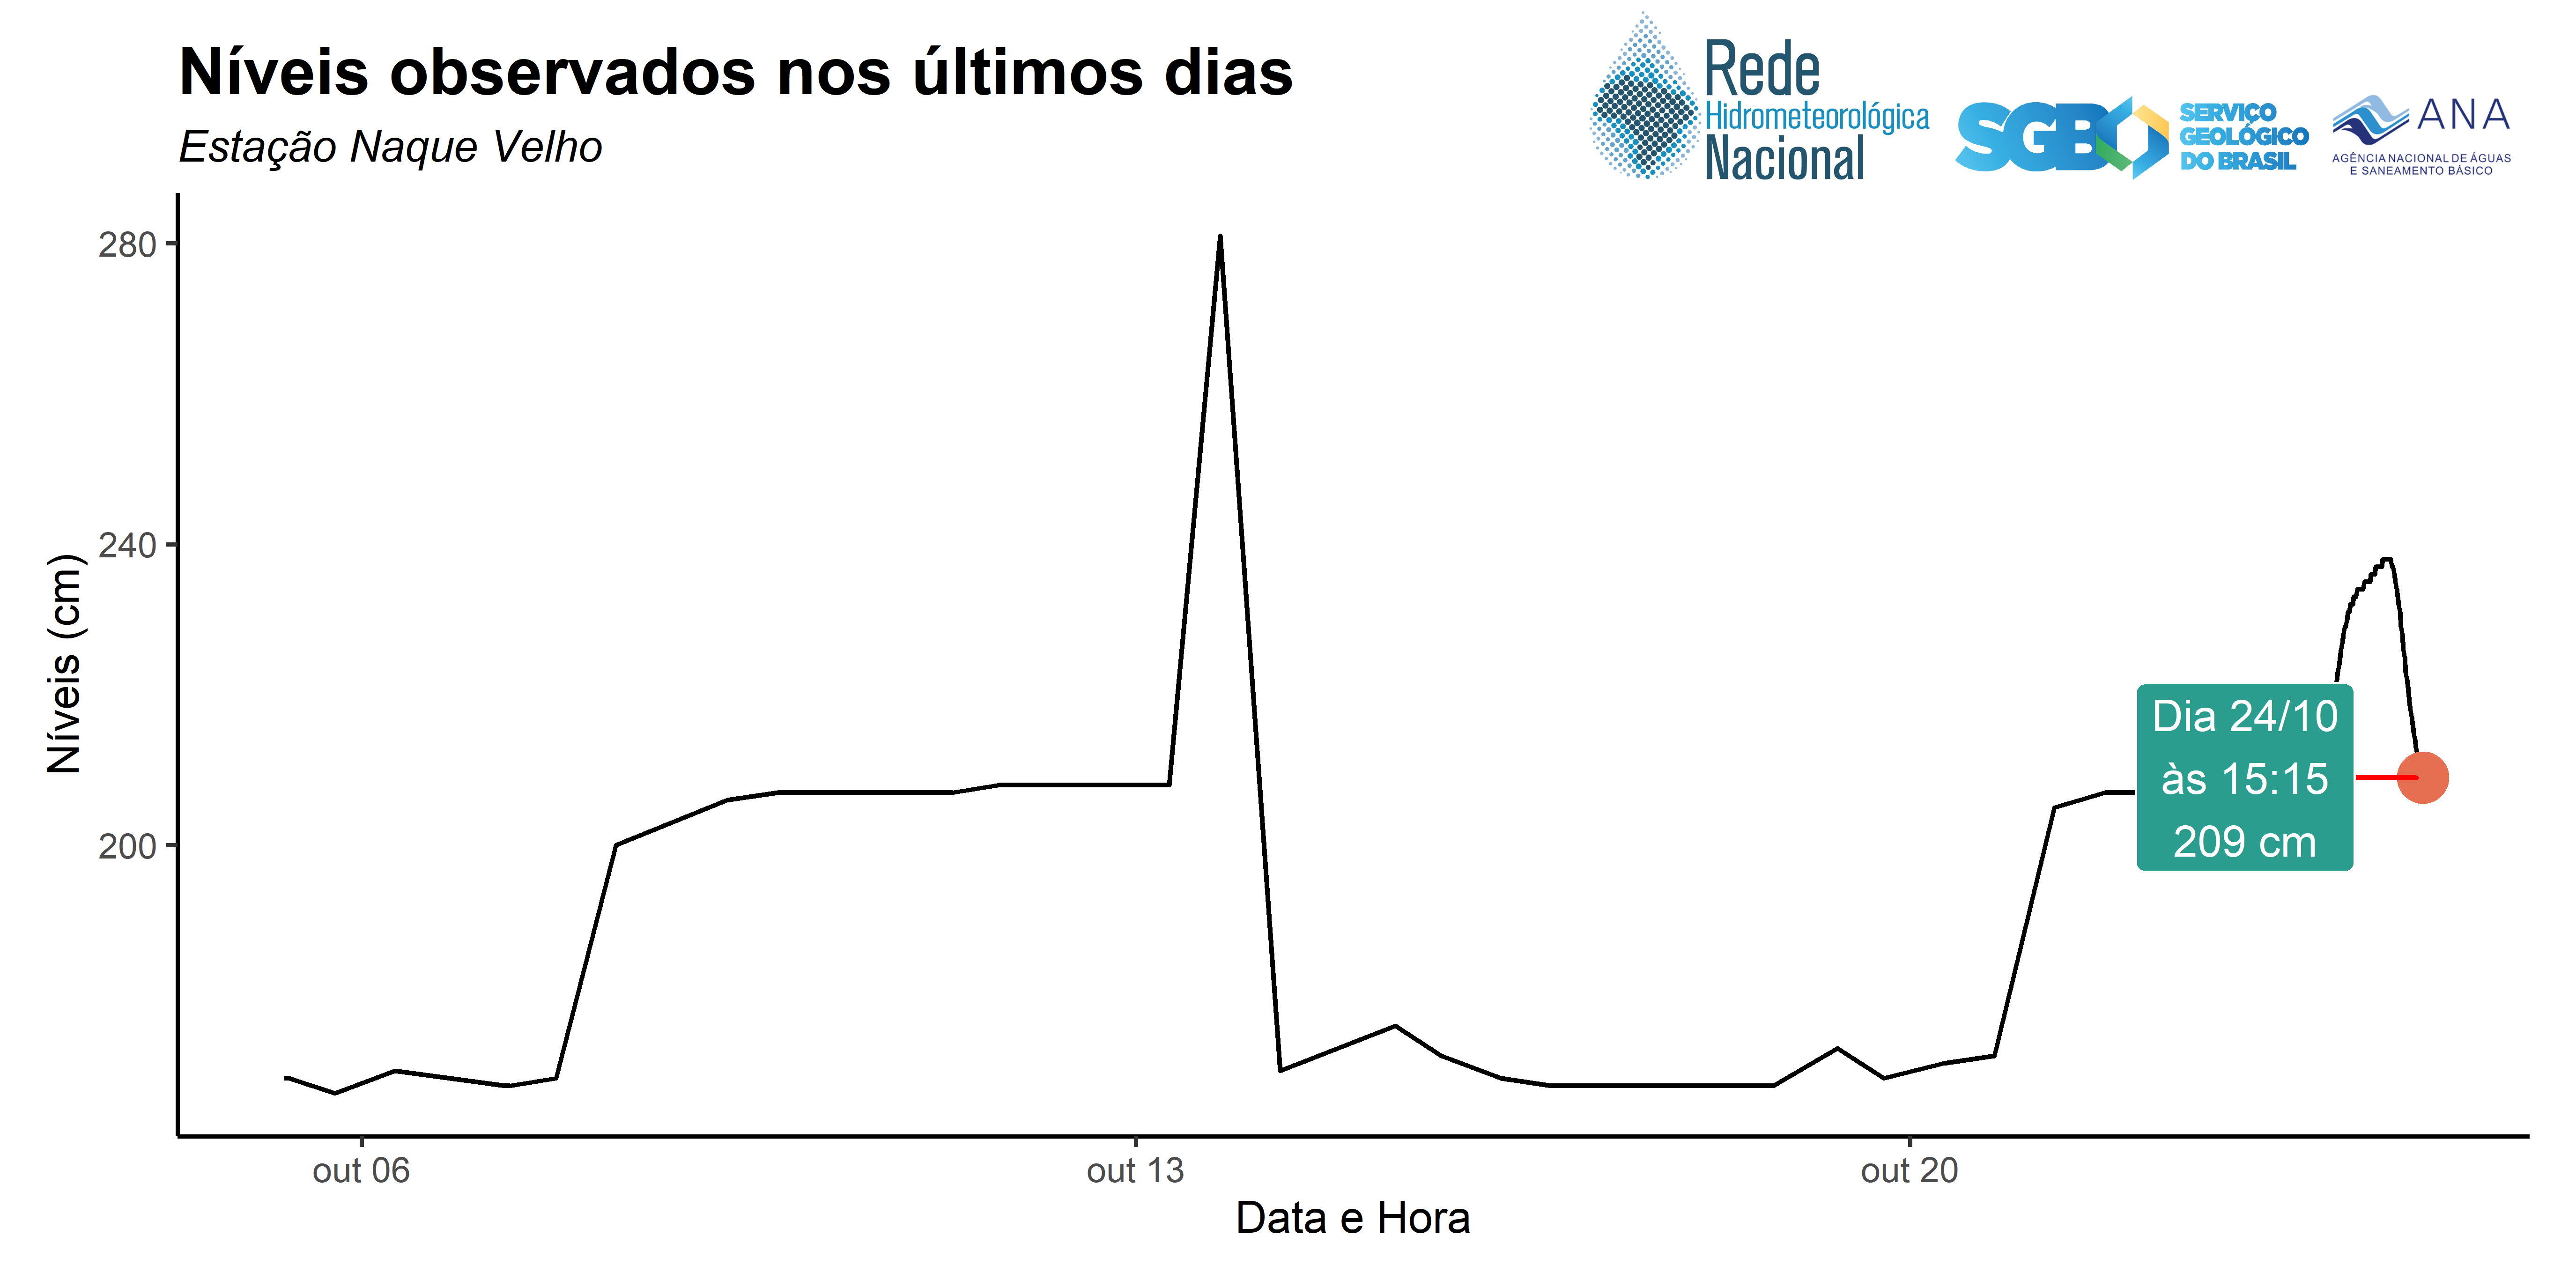 Níveis observados nos últimos dias
Estação Naque Velho
Rede
Hidrometeorológica
Nacional
SGB
SERVIÇO
GEOLÓGICO
DO BRASIL
ANA
AGÊNCIA NACIONAL DE ÁGUAS
E SANEAMENTO BÁSICO
280
240
200
Níveis (cm)
Dia 24/10
às 15:15
209 cm
out 06
out 13
out 20
Data e Hora